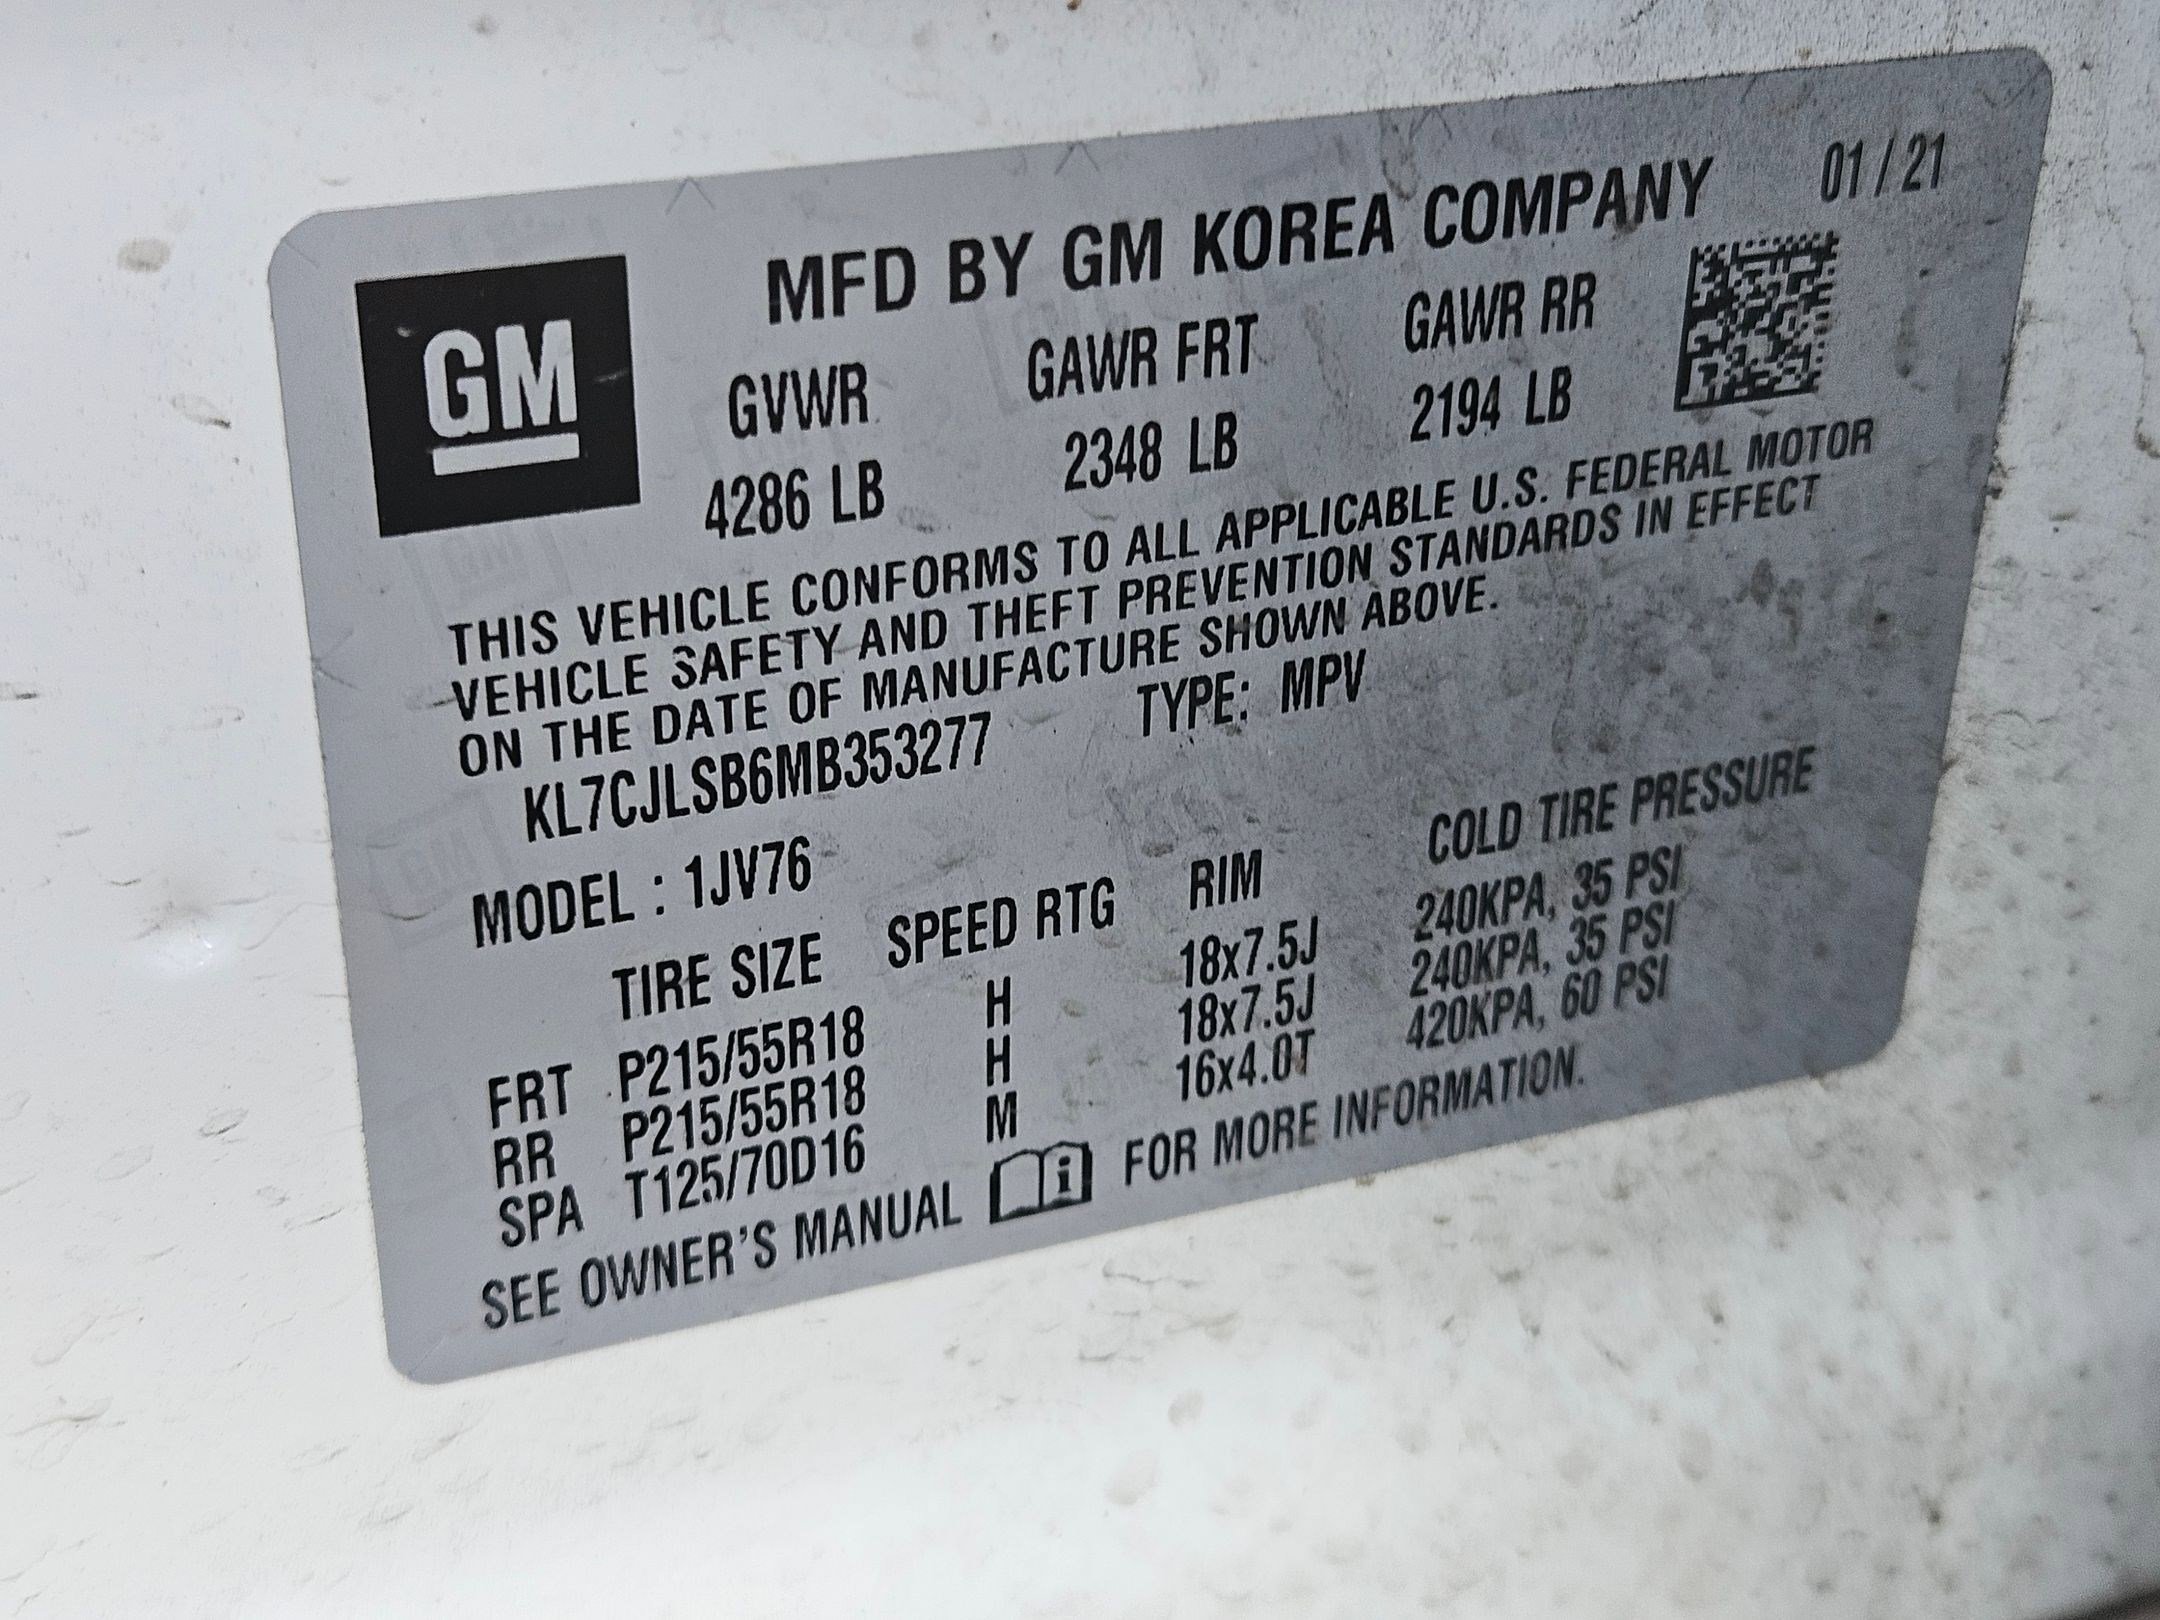 MFD BY GM KOREA COMPANY 01 / 21
GM
GVWR GAWR FRT GAWR RR
4286 LB 2348 LB 2194 LB
THIS VEHICLE CONFORMS TO ALL APPLICABLE U.S. FEDERAL MOTOR
VEHICLE SAFETY AND THEFT PREVENTION STANDARDS IN EFFECT
ON THE DATE OF MANUFACTURE SHOWN ABOVE.
KL7CJLSB6MB353277 TYPE: MPV
MODEL : 1JV76
TIRE SIZE SPEED RTG RIM COLD TIRE PRESSURE
FRT P215/55R18 H 18x7.5J 240KPA, 35 PSI
RR P215/55R18 H 18x7.5J 240KPA, 35 PSI
SPA T125/70D16 M 16x4.0T 420KPA, 60 PSI
SEE OWNER'S MANUAL i FOR MORE INFORMATION.